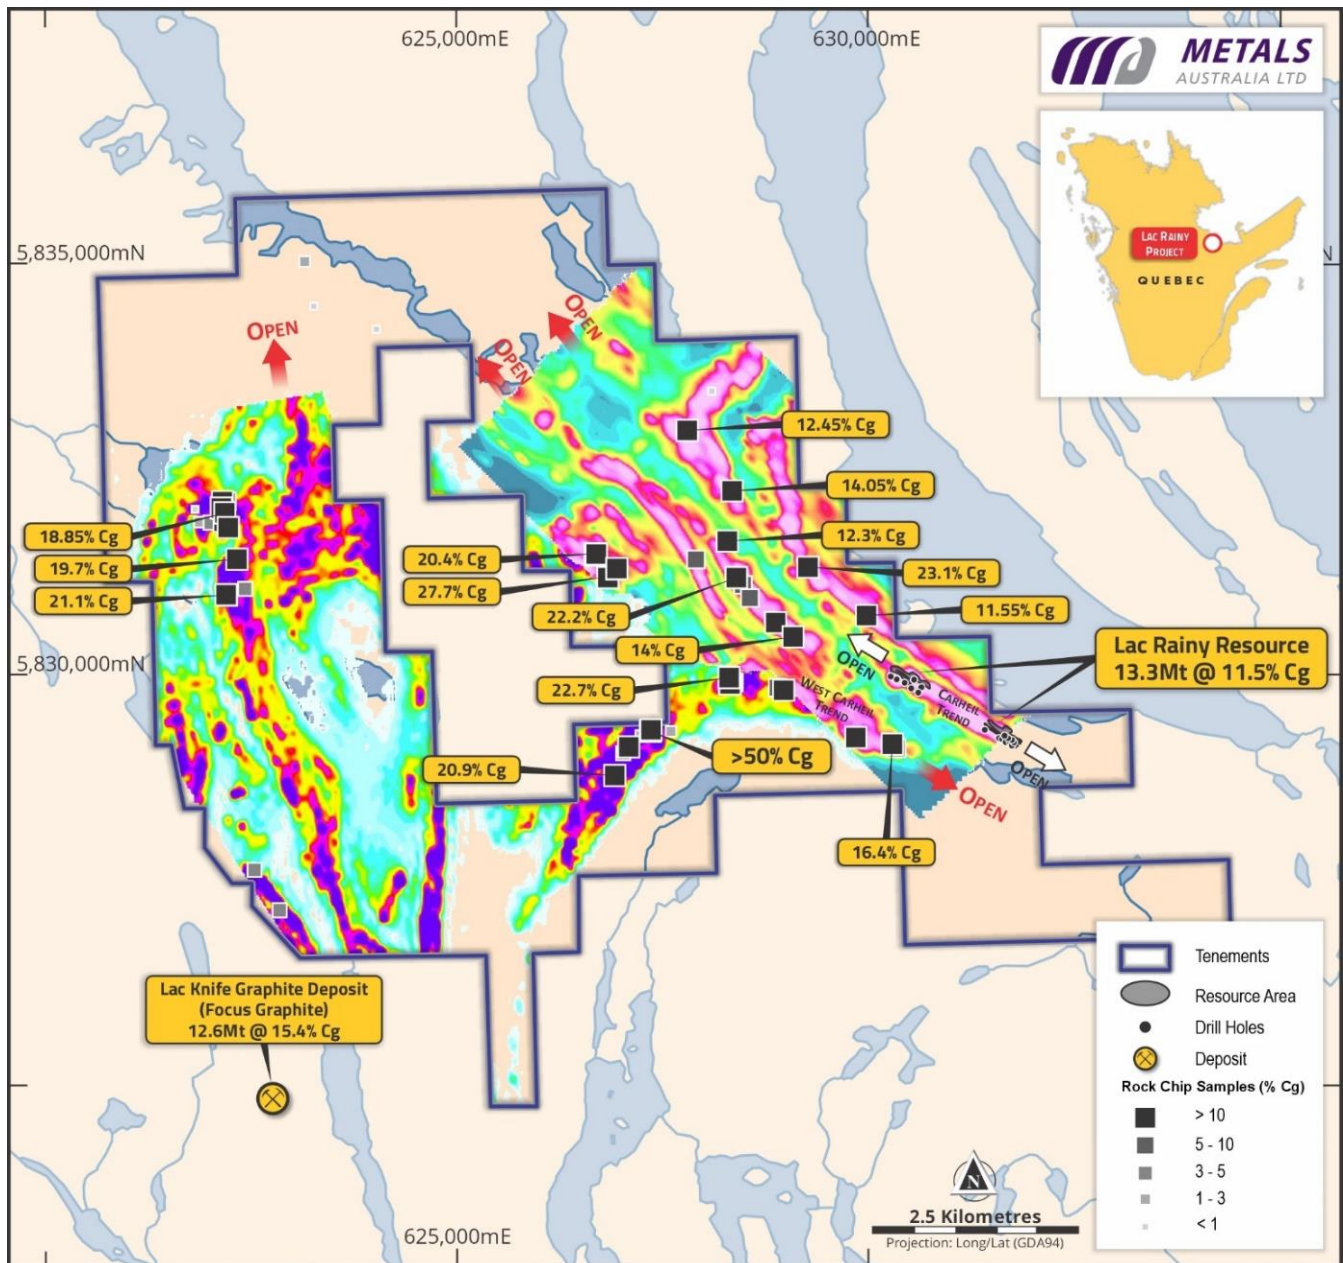 625,000mE
630,000mE
METALS
AUSTRALIA LTD
5,835,000mN
N
LAC RAINY
PROJECT
QUEBEC
OPEN
OPEN
OPEN
12.45% Cg
14.05% Cg
18.85% Cg
12.3% Cg
20.4% Cg
19.7% Cg
23.1% Cg
27.7% Cg
21.1% Cg
22.2% Cg
11.55% Cg
14% Cg
OPEN
Lac Rainy Resource
13.3Mt @ 11.5% Cg
5,830,000mN
22.7% Cg
WEST CARHEIL
TREND
CARHEIL
TREND
>50% Cg
20.9% Cg
OPEN
OPEN
16.4% Cg
Lac Knife Graphite Deposit
(Focus Graphite)
12.6Mt @ 15.4% Cg
Tenements
Resource Area
Drill Holes
Deposit
Rock Chip Samples (% Cg)
> 10
5 - 10
3 - 5
1 - 3
< 1
N
2.5 Kilometres
Projection: Long/Lat (GDA94)
625,000mE